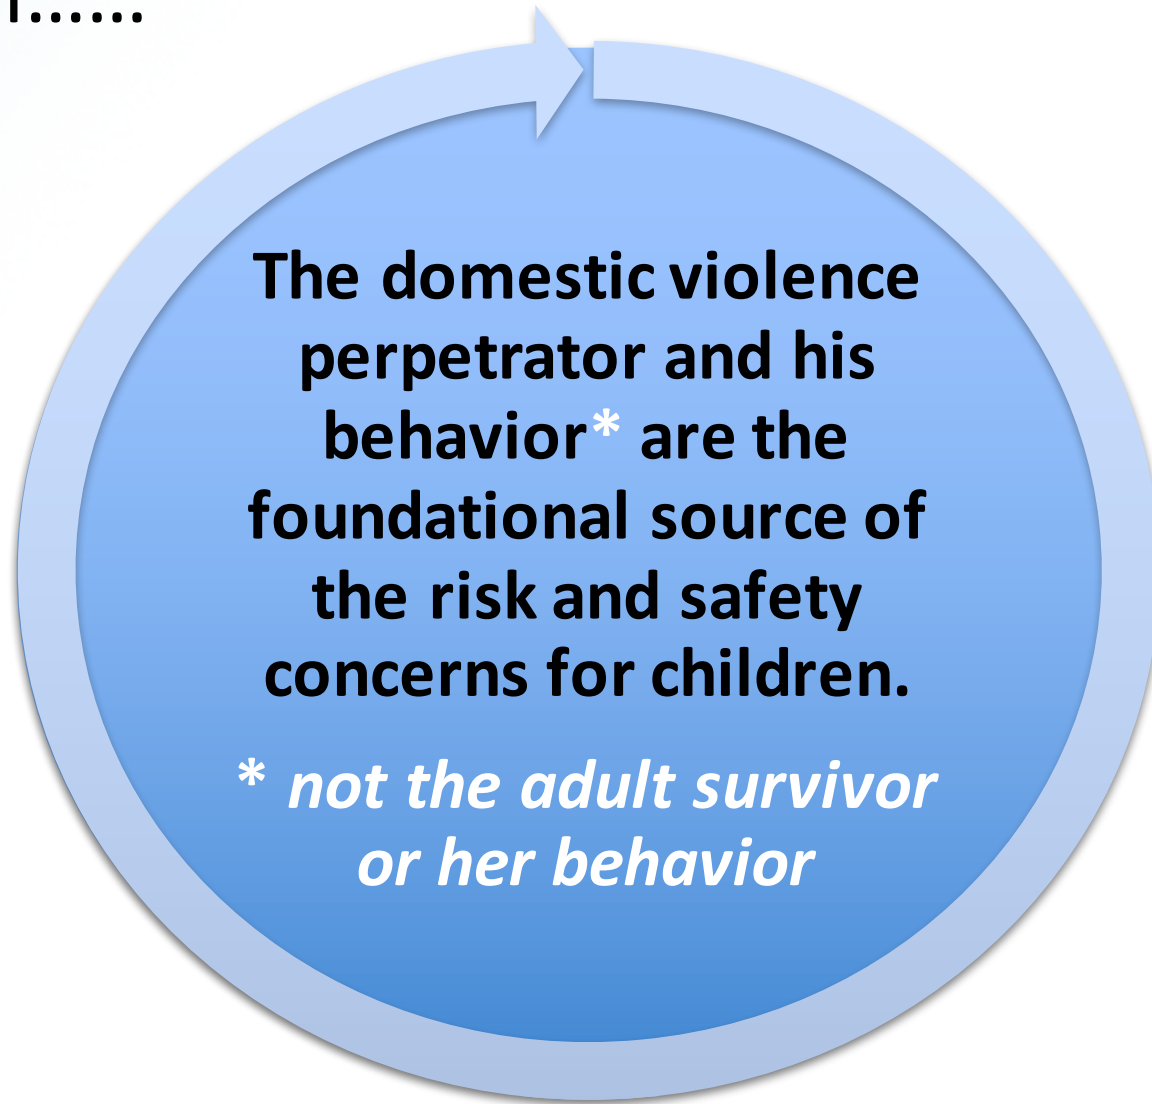 The domestic violence
perpetrator and his
behavior* are the
foundational source of
the risk and safety
concerns for children.
* not the adult survivor
or her behavior